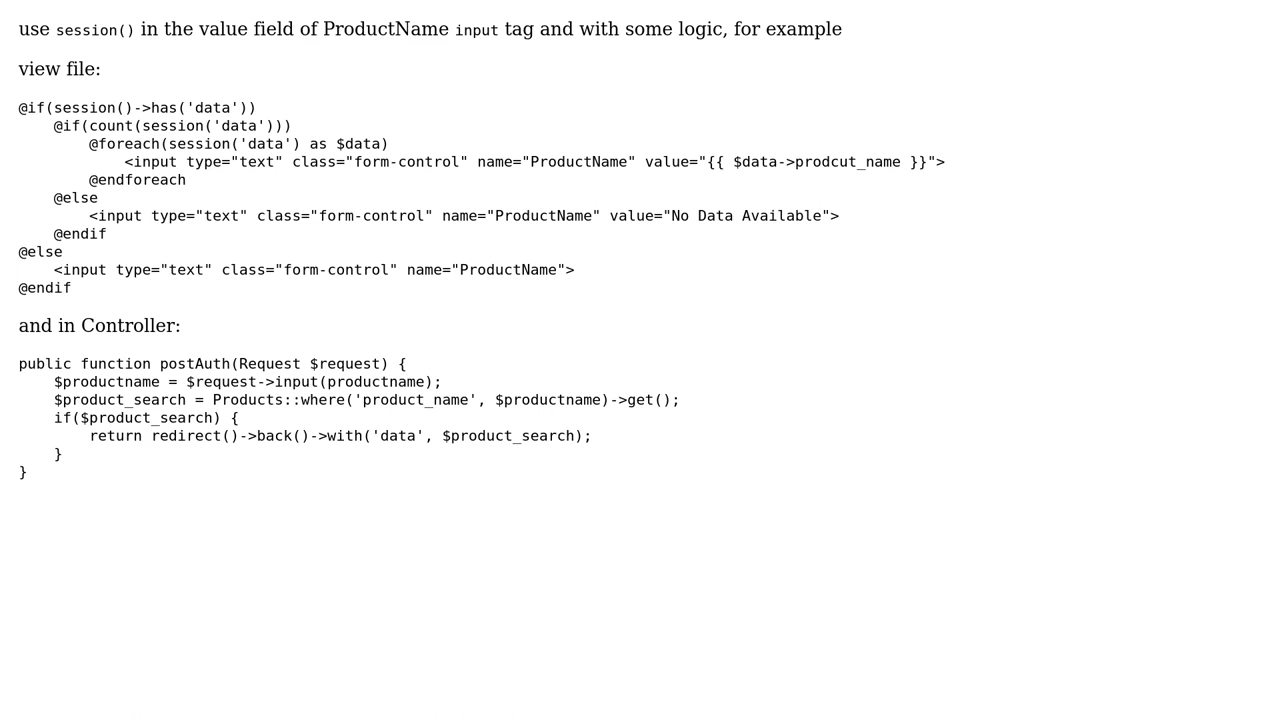 use session() in the value field of ProductName input tag and with some logic, for example
view file:
@if(session()->has('data'))
    @if(count(session('data')))
        @foreach(session('data') as $data)
            <input type="text" class="form-control" name="ProductName" value="{{ $data->prodcut_name }}">
        @endforeach
    @else
        <input type="text" class="form-control" name="ProductName" value="No Data Available">
    @endif
@else
    <input type="text" class="form-control" name="ProductName">
@endif
and in Controller:
public function postAuth(Request $request) {
    $productname = $request->input(productname);
    $product_search = Products::where('product_name', $productname)->get();
    if($product_search) {
        return redirect()->back()->with('data', $product_search);
    }
}